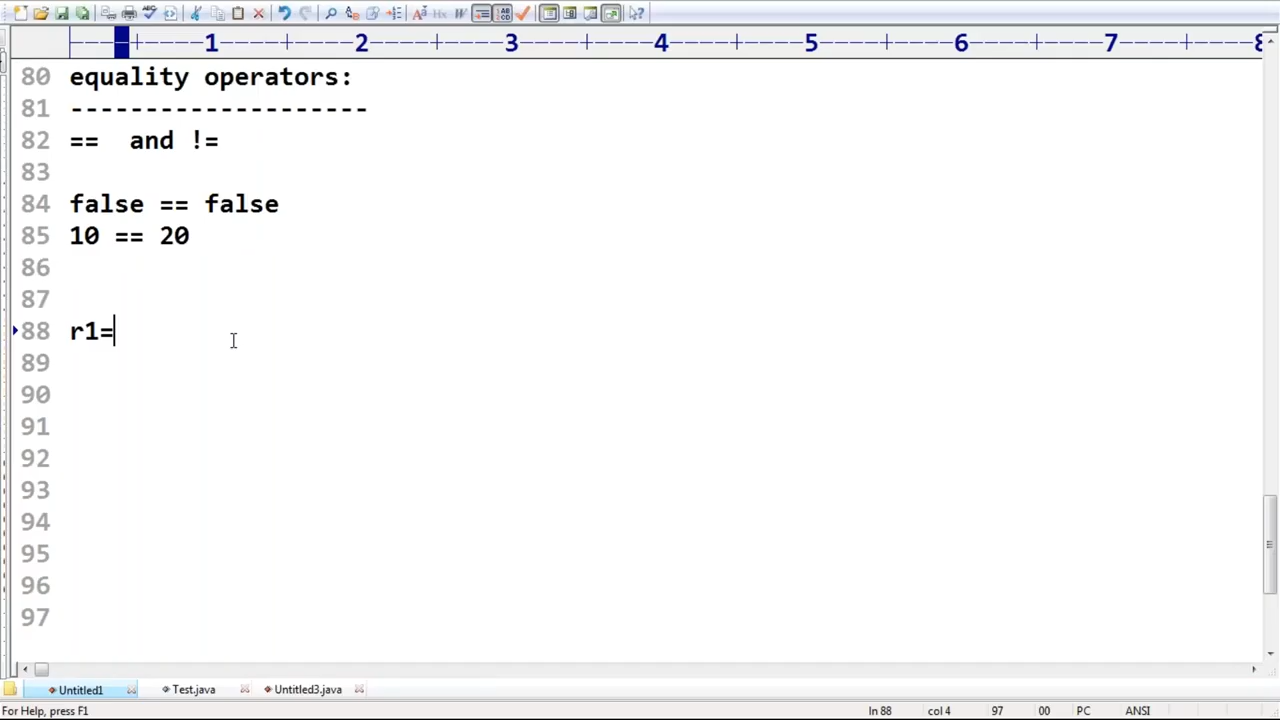 1 2 3 4 5 6 7 8
80 equality operators:
81 --------------------
82 ==  and !=
83
84 false == false
85 10 == 20
86
87
88 r1=
89
90
91
92
93
94
95
96
97
Untitled1 Test.java Untitled3.java
For Help, press F1 ln 88 col 4 97 00 PC ANSI